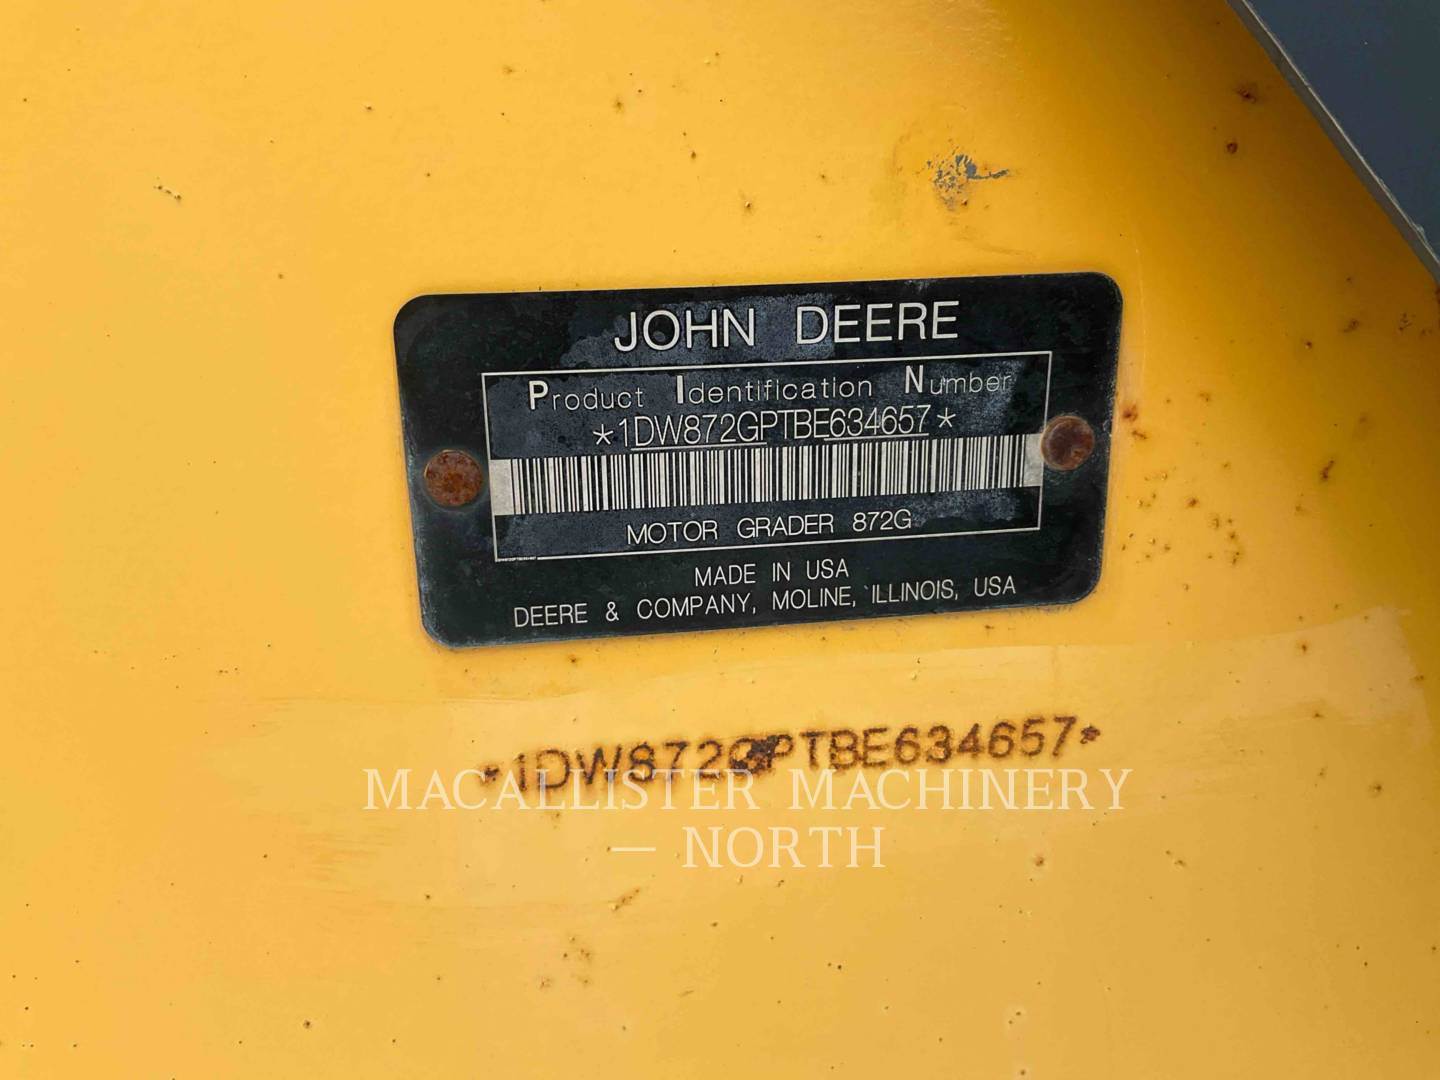 JOHN DEERE
Product Identification Number
*1DW872GPTBE634657*
MOTOR GRADER 872G
MADE IN USA
DEERE & COMPANY, MOLINE, ILLINOIS, USA
*1DW872GPTBE634657*
MACALLISTER MACHINERY
— NORTH